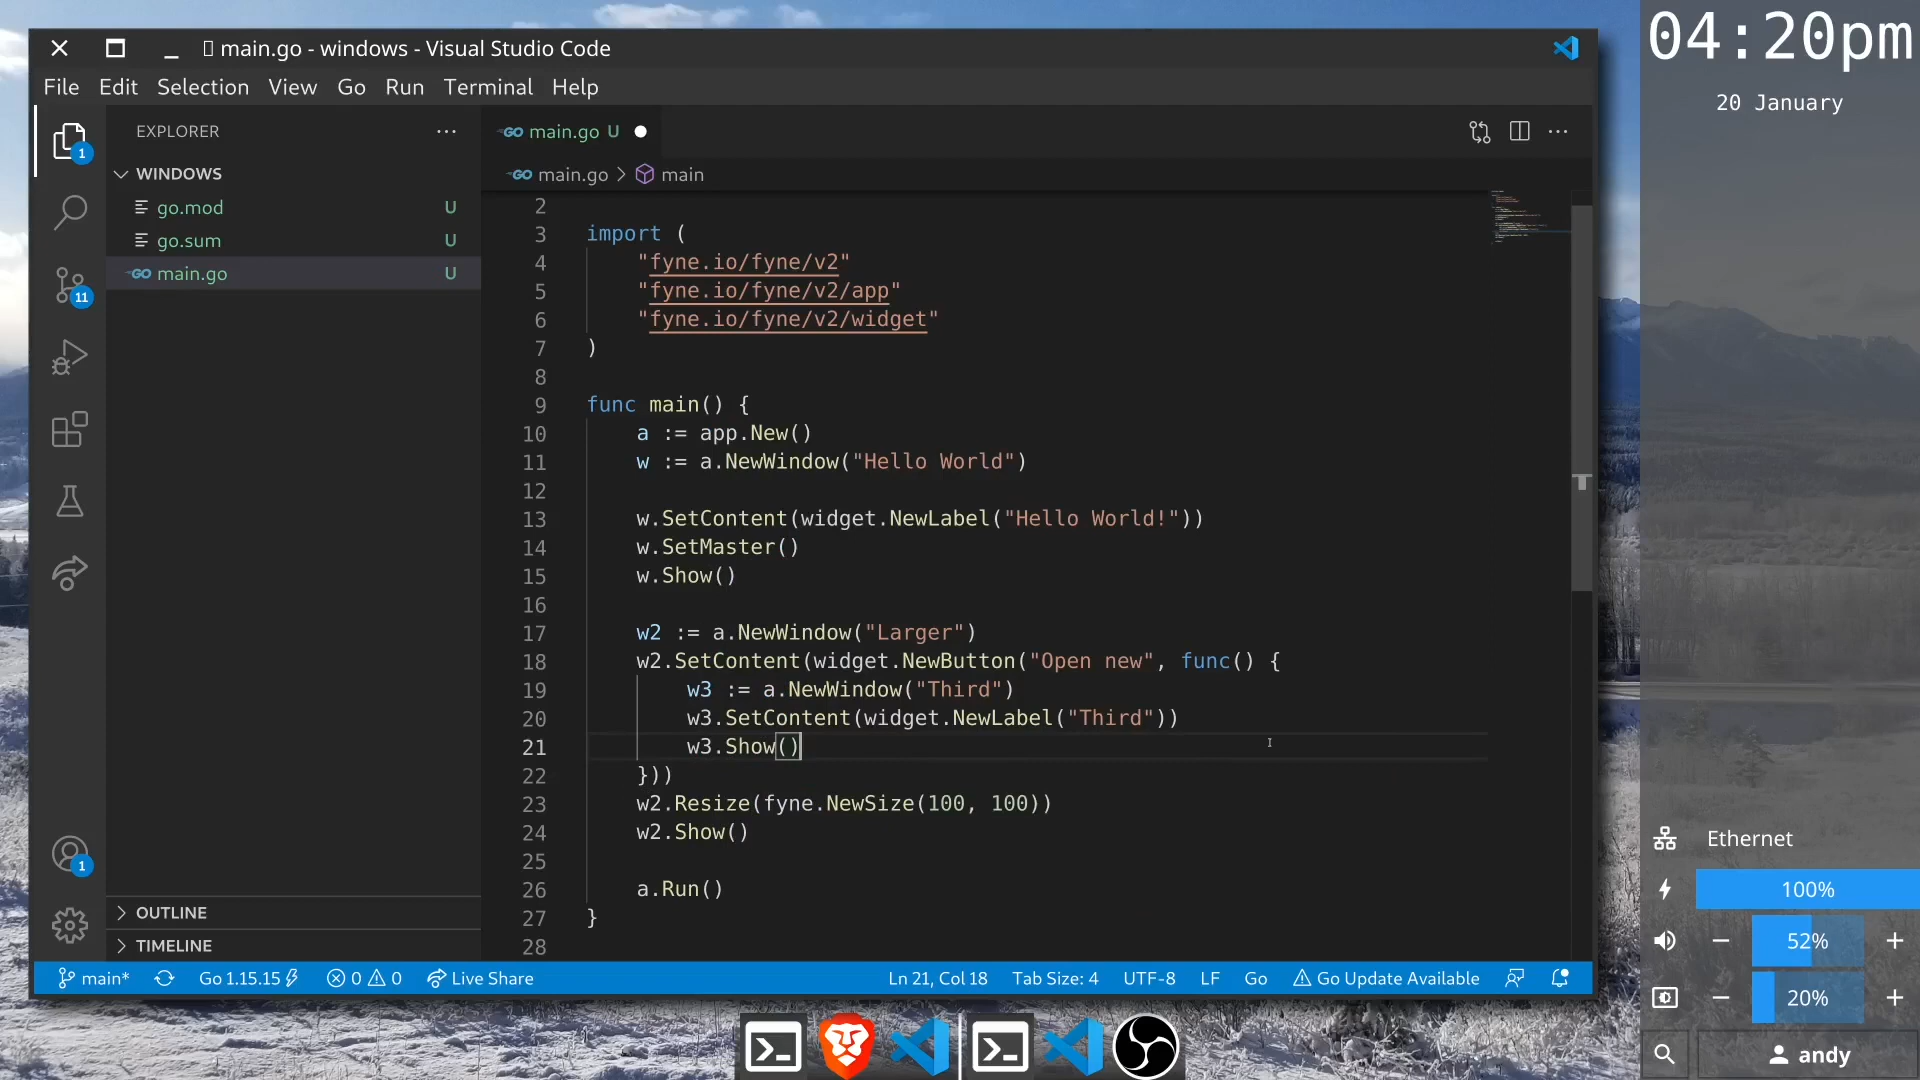 main.go - windows - Visual Studio Code
File Edit Selection View Go Run Terminal Help
EXPLORER
WINDOWS
go.mod U
go.sum U
main.go U
OUTLINE
TIMELINE
1
11
1
GO main.go U
GO main.go > main
2
3 import (
4     "fyne.io/fyne/v2"
5     "fyne.io/fyne/v2/app"
6     "fyne.io/fyne/v2/widget"
7 )
8
9 func main() {
10     a := app.New()
11     w := a.NewWindow("Hello World")
12
13     w.SetContent(widget.NewLabel("Hello World!"))
14     w.SetMaster()
15     w.Show()
16
17     w2 := a.NewWindow("Larger")
18     w2.SetContent(widget.NewButton("Open new", func() {
19         w3 := a.NewWindow("Third")
20         w3.SetContent(widget.NewLabel("Third"))
21         w3.Show()
22     }))
23     w2.Resize(fyne.NewSize(100, 100))
24     w2.Show()
25
26     a.Run()
27 }
28
main* Go 1.15.15 0 0 Live Share Ln 21, Col 18 Tab Size: 4 UTF-8 LF Go Go Update Available
04:20pm
20 January
Ethernet
100%
52%
20%
andy